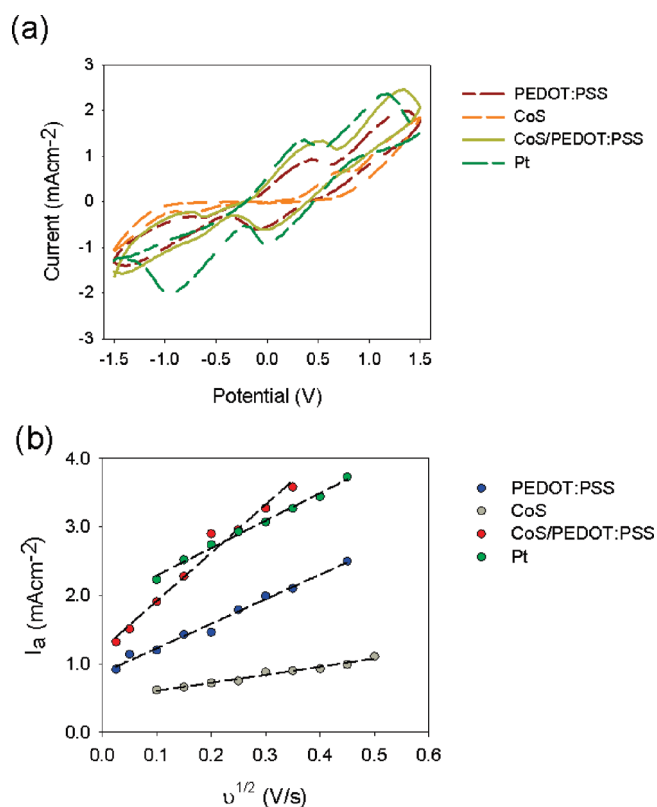 (a)
3
2
1
0
-1
-2
-3
Current (mAcm-2)
-1.5 -1.0 -0.5 0.0 0.5 1.0 1.5
Potential (V)
PEDOT:PSS
CoS
CoS/PEDOT:PSS
Pt
(b)
4.0
3.0
2.0
1.0
0.0
Ia (mAcm-2)
0.0 0.1 0.2 0.3 0.4 0.5 0.6
υ1/2 (V/s)
PEDOT:PSS
CoS
CoS/PEDOT:PSS
Pt